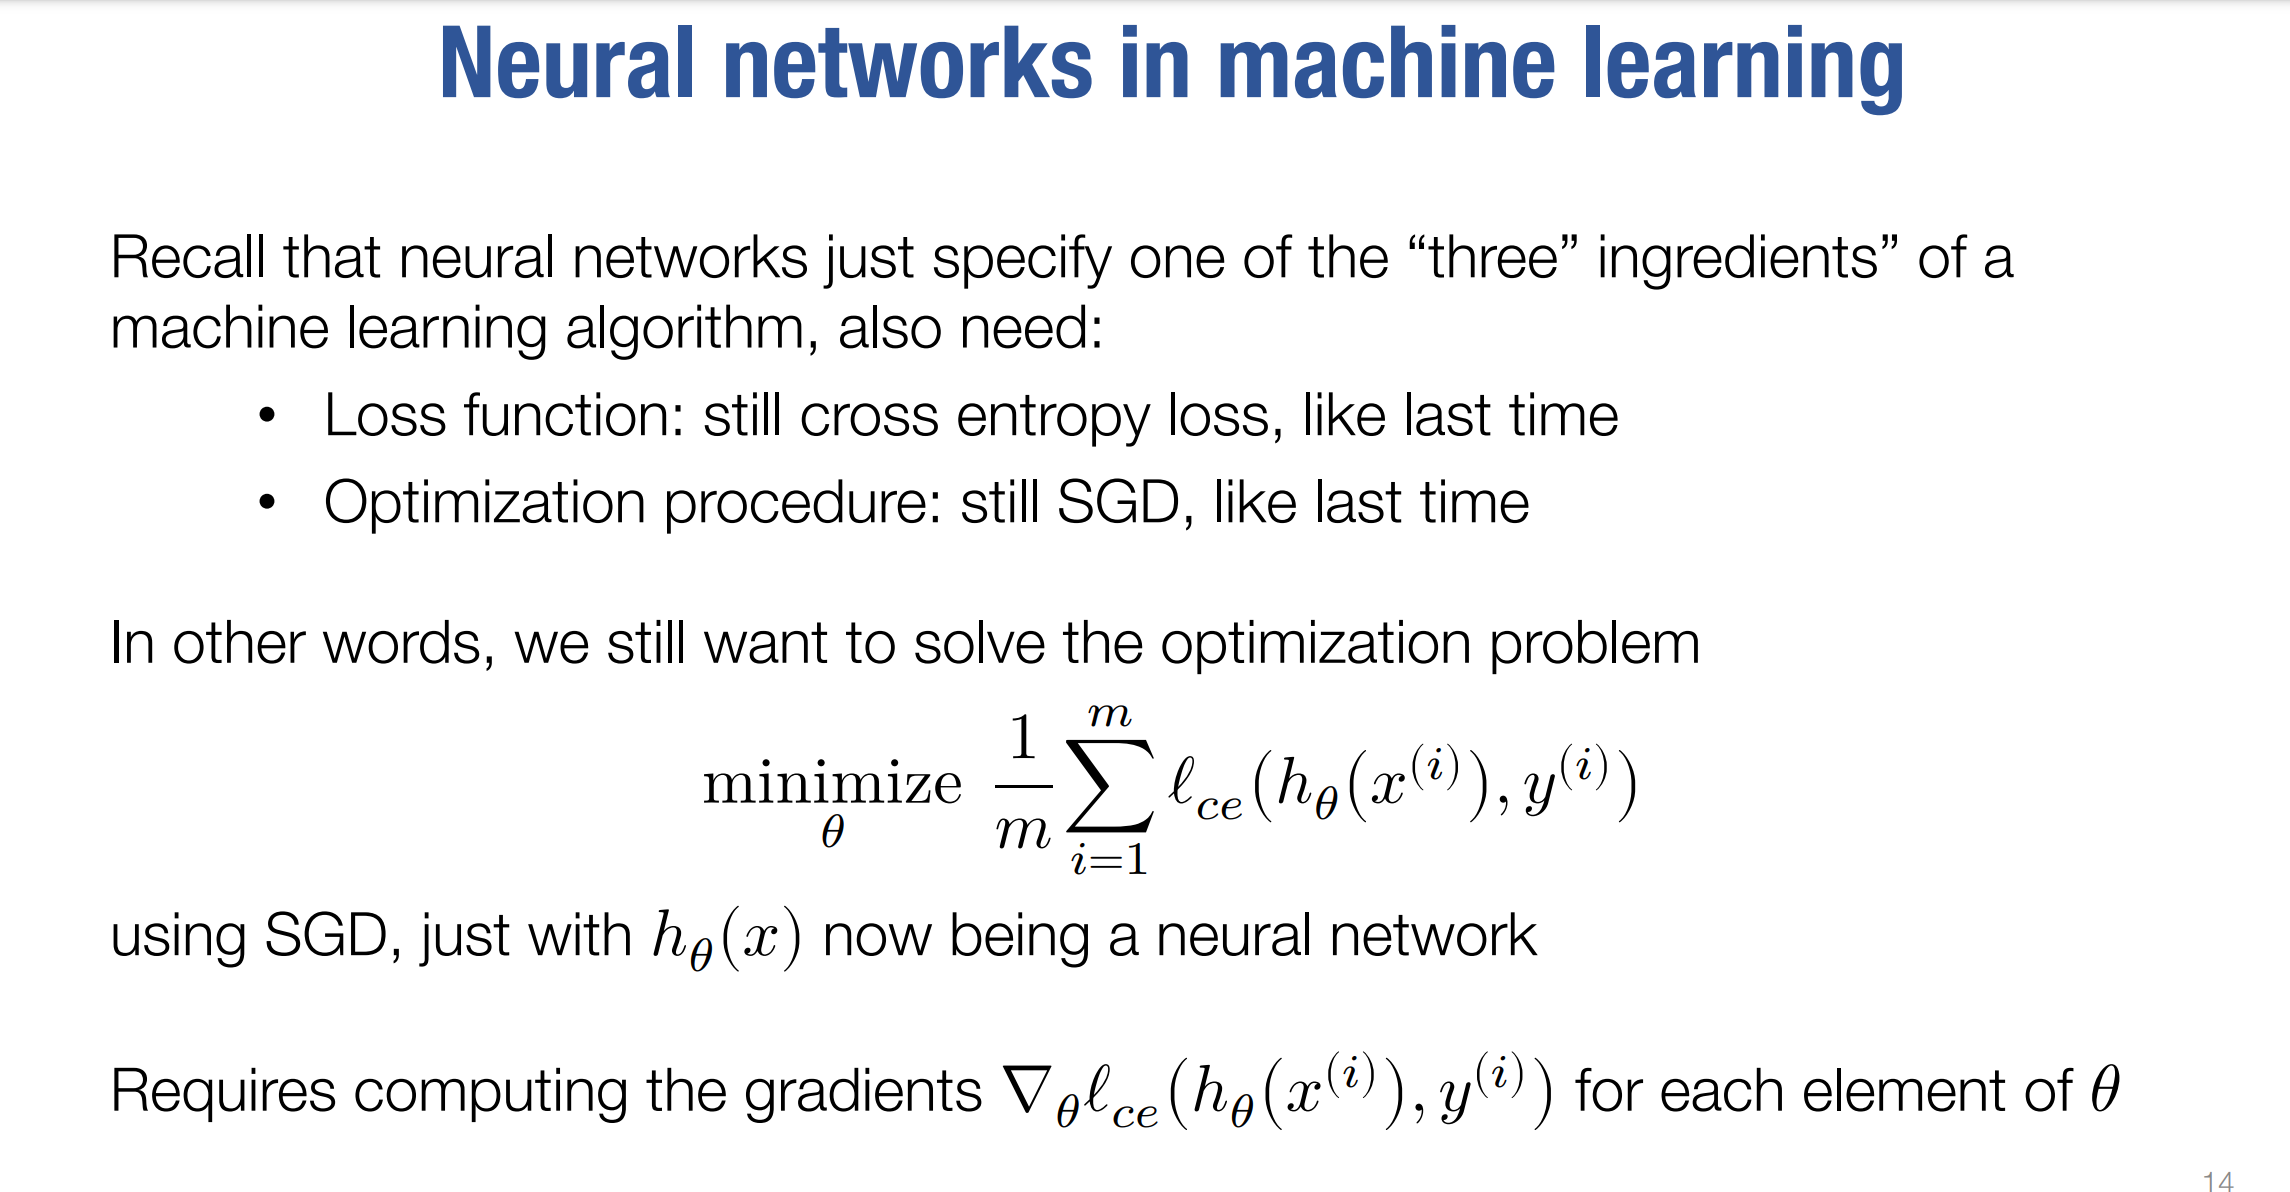 Neural networks in machine learning
Recall that neural networks just specify one of the “three” ingredients” of a
machine learning algorithm, also need:
• Loss function: still cross entropy loss, like last time
• Optimization procedure: still SGD, like last time
In other words, we still want to solve the optimization problem
$\underset{\theta}{\text{minimize}} \; \frac{1}{m} \sum_{i=1}^{m} \ell_{ce}(h_\theta(x^{(i)}), y^{(i)})$
using SGD, just with $h_\theta(x)$ now being a neural network
Requires computing the gradients $\nabla_\theta \ell_{ce}(h_\theta(x^{(i)}), y^{(i)})$ for each element of $\theta$
14